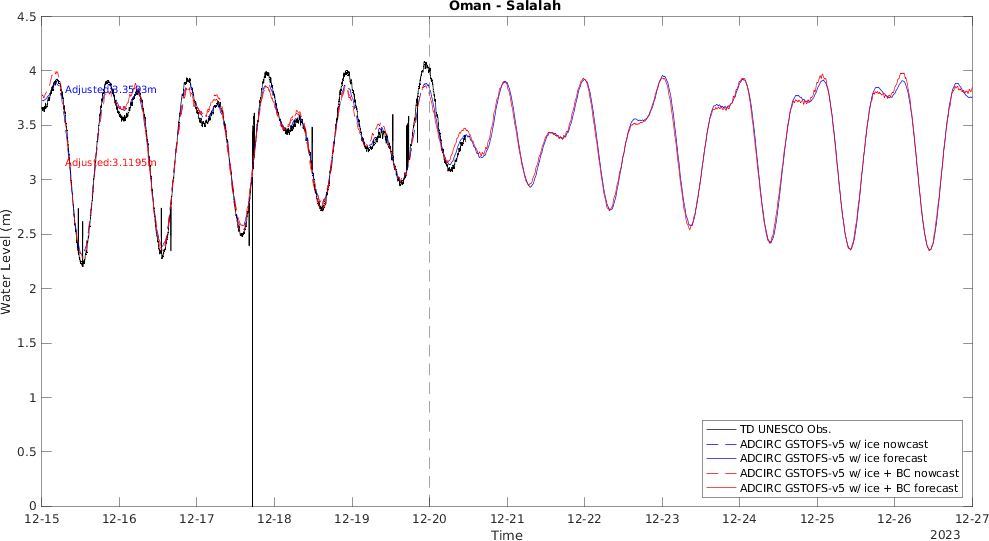 Oman - Salalah
4.5
4
3.5
3
2.5
2
1.5
1
0.5
0
Water Level (m)
Adjusted:3.3593m
Adjusted:3.1195m
TD UNESCO Obs.
ADCIRC GSTOFS-v5 w/ ice nowcast
ADCIRC GSTOFS-v5 w/ ice forecast
ADCIRC GSTOFS-v5 w/ ice + BC nowcast
ADCIRC GSTOFS-v5 w/ ice + BC forecast
12-15 12-16 12-17 12-18 12-19 12-20 12-21 12-22 12-23 12-24 12-25 12-26 12-27
Time
2023